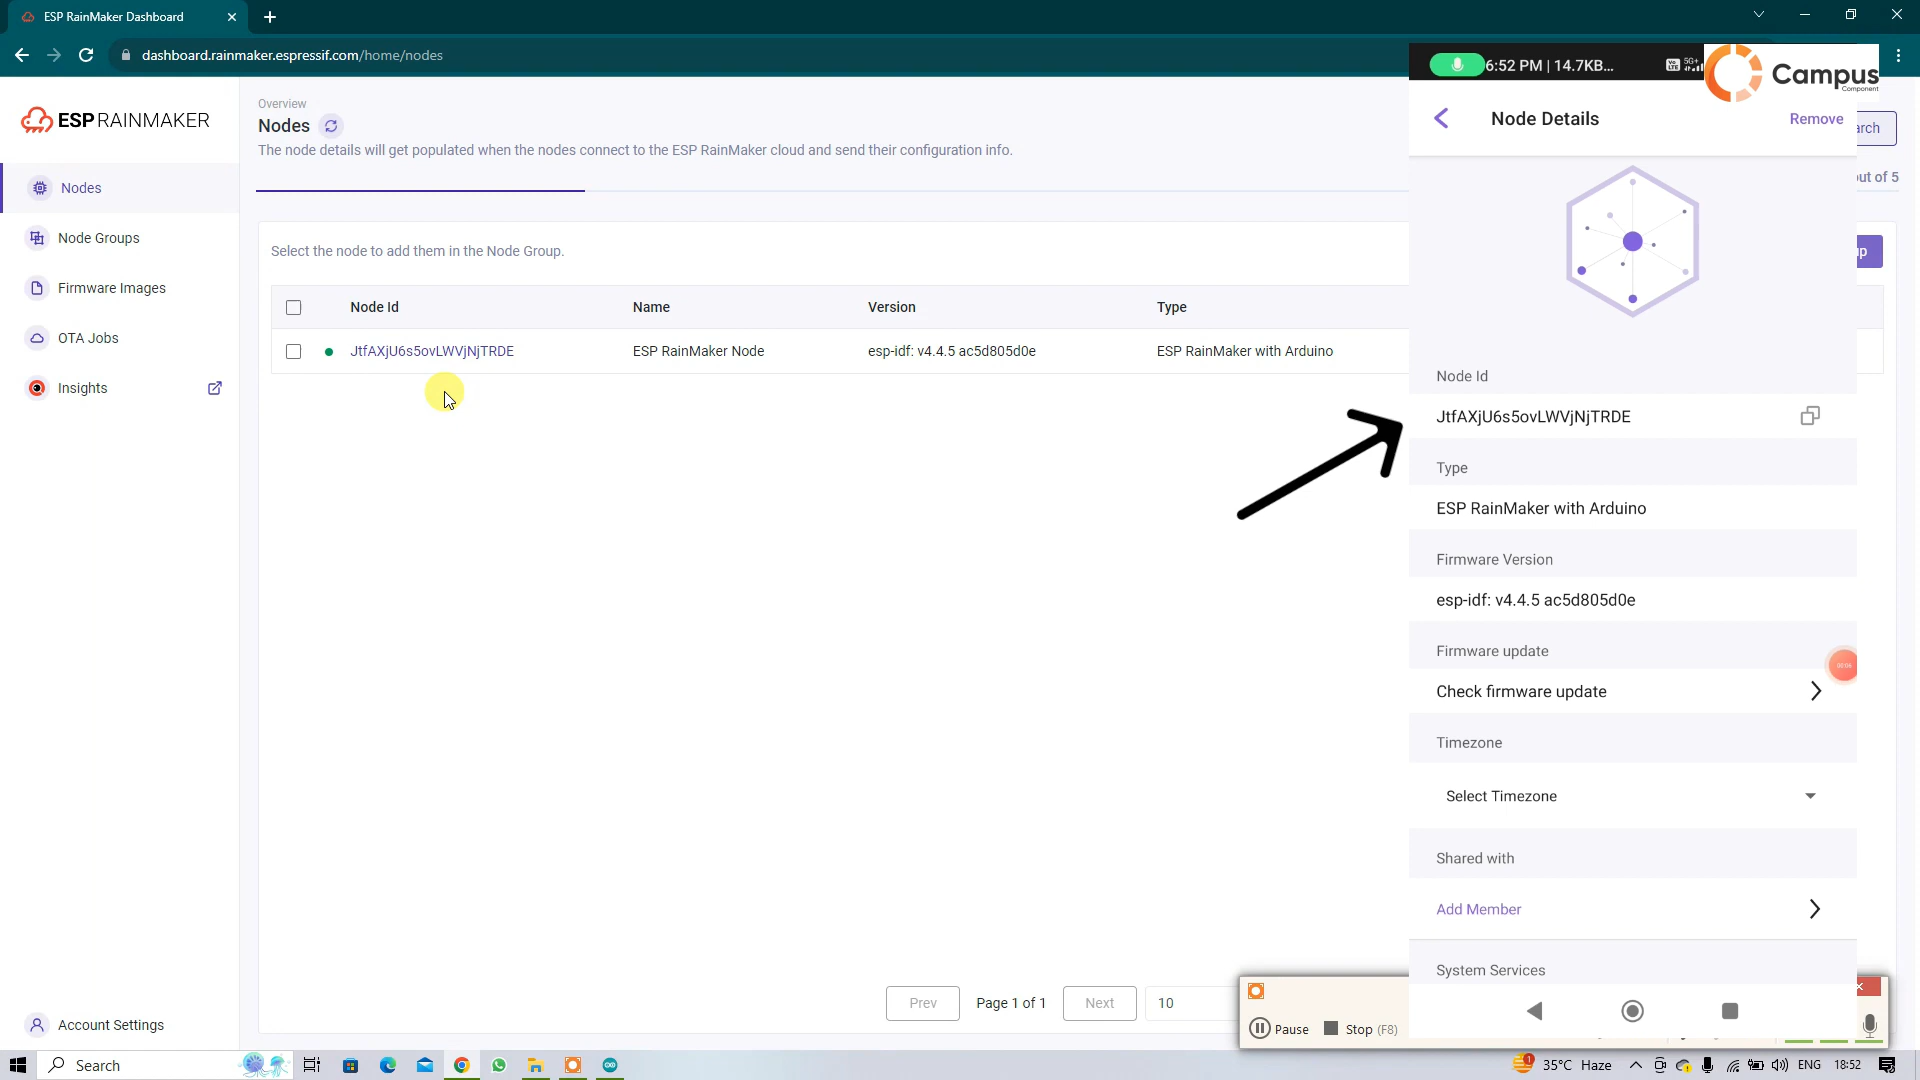 ESP RainMaker Dashboard
dashboard.rainmaker.espressif.com/home/nodes
ESP RAINMAKER
Nodes
Node Groups
Firmware Images
OTA Jobs
Insights
Account Settings
Overview
Nodes
The node details will get populated when the nodes connect to the ESP RainMaker cloud and send their configuration info.
arch
out of 5
Select the node to add them in the Node Group.
Node Id Name Version Type
JtfAXjU6s5ovLWVjNjTRDE ESP RainMaker Node esp-idf: v4.4.5 ac5d805d0e ESP RainMaker with Arduino
Prev Page 1 of 1 Next 10
6:52 PM | 14.7KB...
Campus
Component
Node Details
Remove
Node Id
JtfAXjU6s5ovLWVjNjTRDE
Type
ESP RainMaker with Arduino
Firmware Version
esp-idf: v4.4.5 ac5d805d0e
Firmware update
Check firmware update
Timezone
Select Timezone
Shared with
Add Member
System Services
Pause Stop (F8)
Search
35°C Haze ENG 18:52